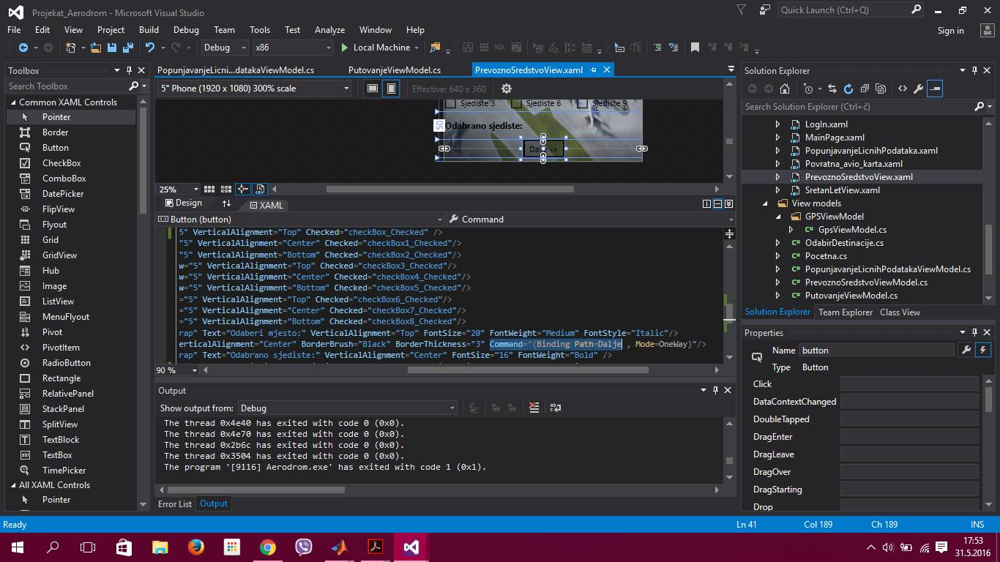 Projekat_Aerodrom - Microsoft Visual Studio
Quick Launch (Ctrl+Q)
File Edit View Project Build Debug Team Tools Test Analyze Window Help
Sign in
Debug x86 Local Machine
Toolbox
Search Toolbox
Common XAML Controls
Pointer
Border
Button
CheckBox
ComboBox
DatePicker
FlipView
Flyout
Grid
GridView
Hub
Image
ListView
MenuFlyout
Pivot
PivotItem
RadioButton
Rectangle
RelativePanel
StackPanel
SplitView
TextBlock
TextBox
TimePicker
All XAML Controls
Pointer
PopunjavanjeLicni...datakaViewModel.cs PutovanjeViewModel.cs PrevoznoSredstvoView.xaml
5" Phone (1920 x 1080) 300% scale Effective: 640 x 360
Sjediste 3 Sjediste 6 Sjediste 9
50 Odabrano sjediste:
25%
Design XAML
Button (button) Command
5" VerticalAlignment="Top" Checked="checkBox_Checked" />
"5" VerticalAlignment="Center" Checked="checkBox1_Checked"/>
"5" VerticalAlignment="Bottom" Checked="checkBox2_Checked"/>
w="5" VerticalAlignment="Top" Checked="checkBox3_Checked"/>
w="5" VerticalAlignment="Center" Checked="checkBox4_Checked"/>
w="5" VerticalAlignment="Bottom" Checked="checkBox5_Checked"/>
="5" VerticalAlignment="Top" Checked="checkBox6_Checked"/>
="5" VerticalAlignment="Center" Checked="checkBox7_Checked"/>
="5" VerticalAlignment="Bottom" Checked="checkBox8_Checked"/>
rap" Text="Odaberi mjesto:" VerticalAlignment="Top" FontSize="20" FontWeight="Medium" FontStyle="Italic"/>
erticalAlignment="Center" BorderBrush="Black" BorderThickness="3" Command="{Binding Path=Dalje , Mode=OneWay}"/>
rap" Text="Odabrano sjediste:" VerticalAlignment="Center" FontSize="16" FontWeight="Bold" />
90 %
Output
Show output from: Debug
The thread 0x4e40 has exited with code 0 (0x0).
The thread 0x4e70 has exited with code 0 (0x0).
The thread 0x2b6c has exited with code 0 (0x0).
The thread 0x3504 has exited with code 0 (0x0).
The program '[9116] Aerodrom.exe' has exited with code 1 (0x1).
Error List Output
Solution Explorer
Search Solution Explorer (Ctrl+č)
LogIn.xaml
MainPage.xaml
PopunjavanjeLicnihPodataka.xaml
Povratna_avio_karta.xaml
PrevoznoSredstvoView.xaml
SretanLetView.xaml
View models
GPSViewModel
GpsViewModel.cs
OdabirDestinacije.cs
Pocetna.cs
PopunjavanjeLicnihPodatakaViewModel.cs
PrevoznoSredstvoViewModel.cs
PutovanjeViewModel.cs
Solution Explorer Team Explorer Class View
Properties
Name button
Type Button
Click
DataContextChanged
DoubleTapped
DragEnter
DragLeave
DragOver
DragStarting
Drop
Ready Ln 41 Col 189 Ch 189 INS
17:53
31.5.2016